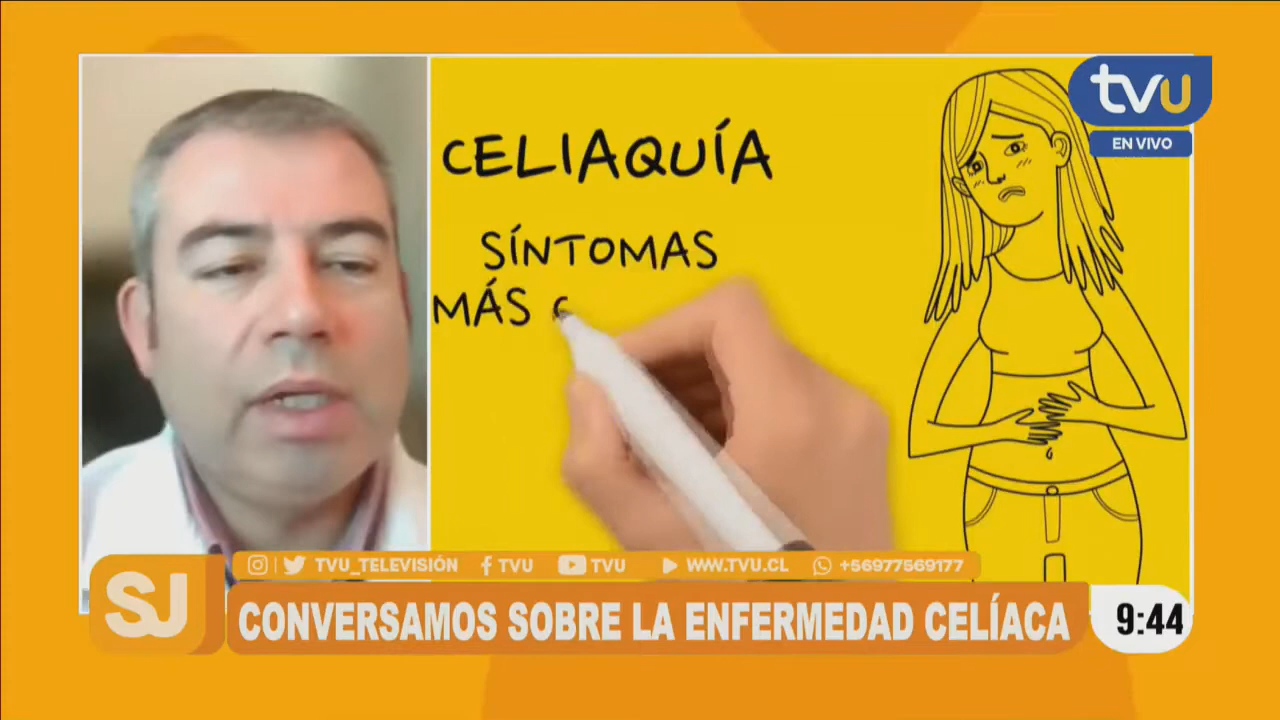 tvu
EN VIVO
CELIAQUÍA
SÍNTOMAS
MÁS
TVU_TELEVISIÓN TVU TVU WWW.TVU.CL +56977569177
SJ
CONVERSAMOS SOBRE LA ENFERMEDAD CELÍACA
9:44